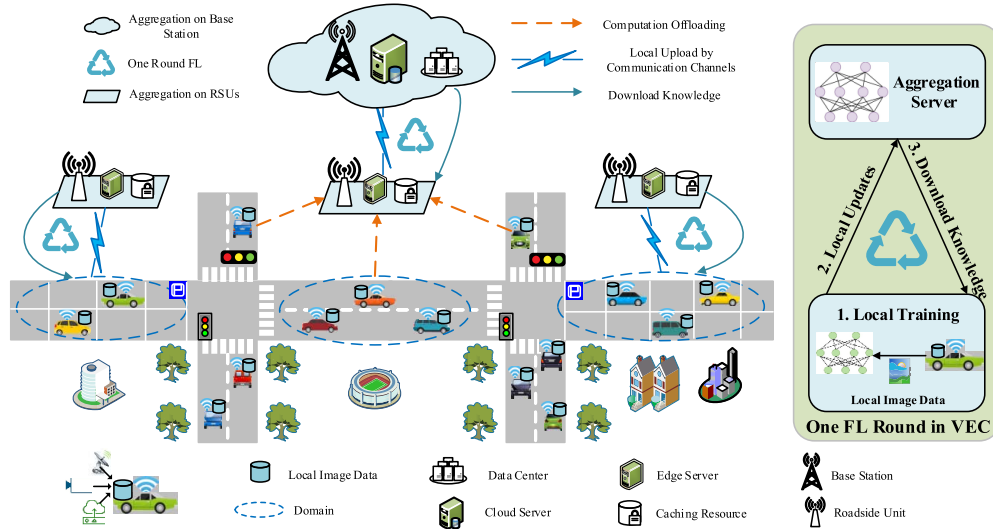 Aggregation on Base
Station
One Round FL
Aggregation on RSUs
Computation Offloading
Local Upload by
Communication Channels
Download Knowledge
Aggregation
Server
2. Local Updates
3. Download Knowledge
1. Local Training
Local Image Data
One FL Round in VEC
Local Image Data
Data Center
Edge Server
Base Station
Domain
Cloud Server
Caching Resource
Roadside Unit